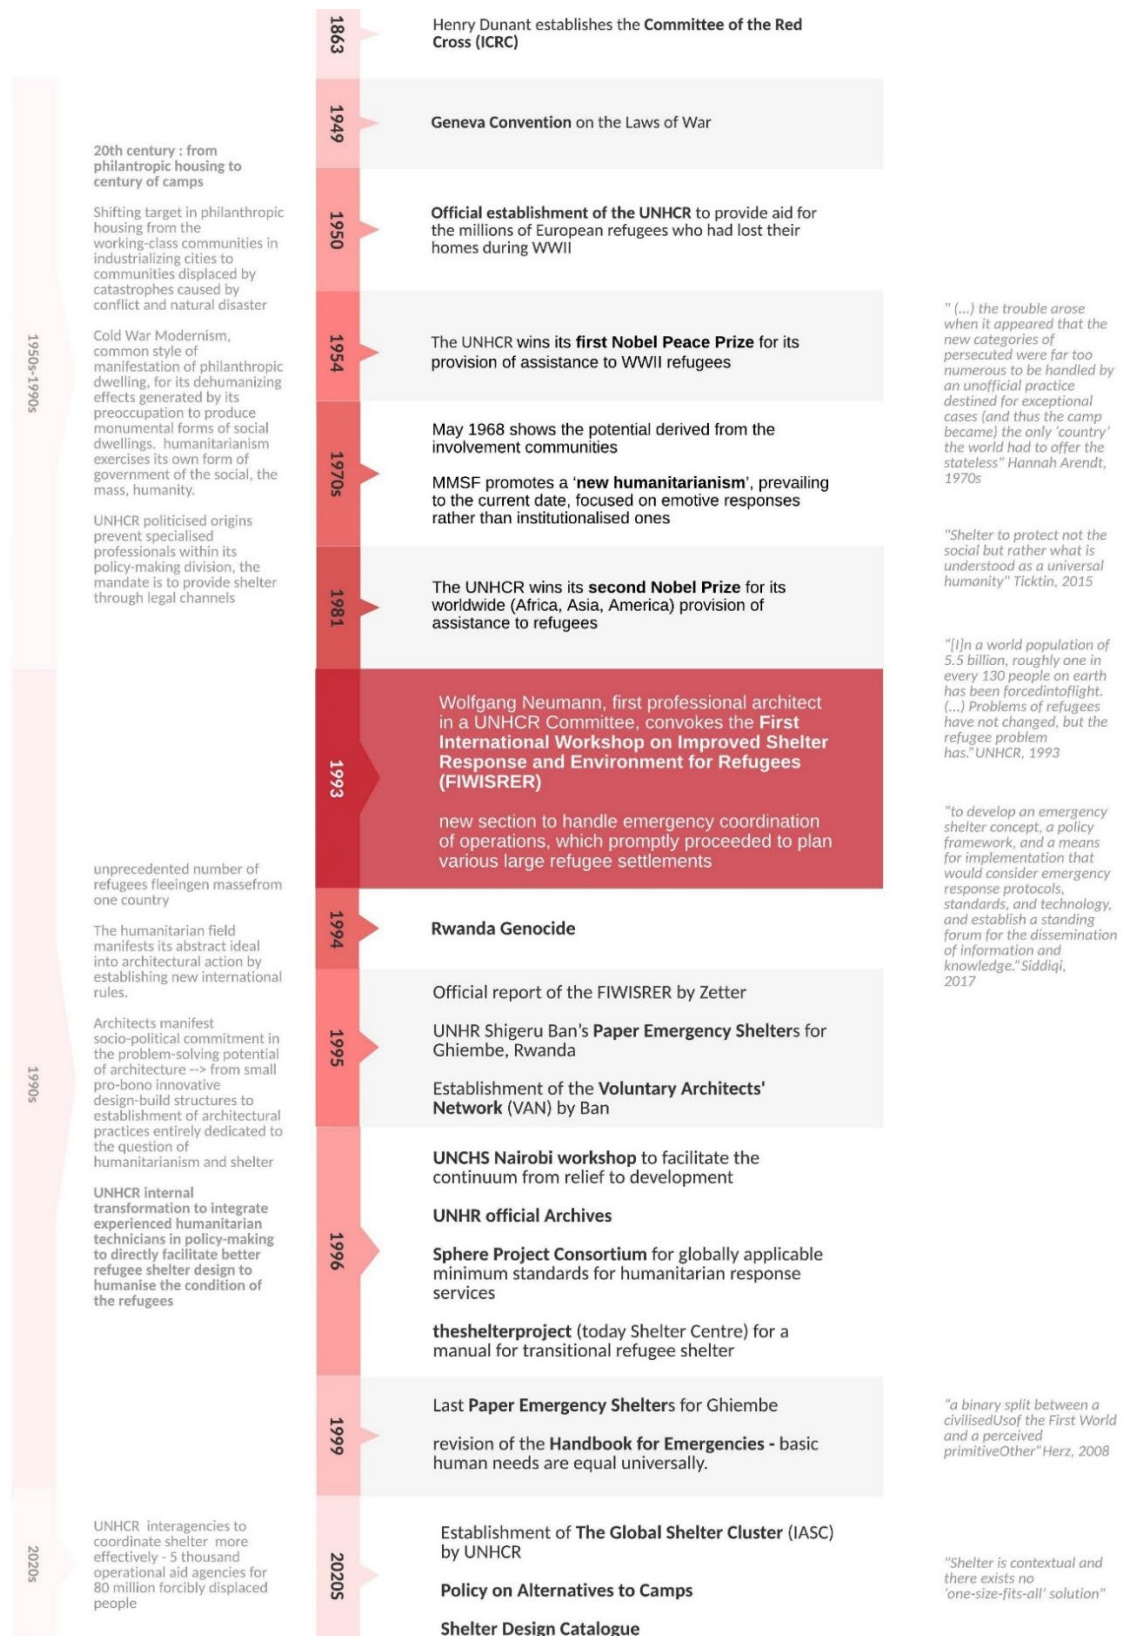 1863
Henry Dunant establishes the Committee of the Red
Cross (ICRC)
1949
Geneva Convention on the Laws of War
1950s-1990s
20th century : from
philantropic housing to
century of camps
Shifting target in philanthropic
housing from the
working-class communities in
industrializing cities to
communities displaced by
catastrophes caused by
conflict and natural disaster
Cold War Modernism,
common style of
manifestation of philanthropic
dwelling, for its dehumanizing
effects generated by its
preoccupation to produce
monumental forms of social
dwellings. humanitarianism
exercises its own form of
government of the social, the
mass, humanity.
UNHCR politicised origins
prevent specialised
professionals within its
policy-making division, the
mandate is to provide shelter
through legal channels
1950
Official establishment of the UNHCR to provide aid for
the millions of European refugees who had lost their
homes during WWII
1954
The UNHCR wins its first Nobel Peace Prize for its
provision of assistance to WWII refugees
" (...) the trouble arose
when it appeared that the
new categories of
persecuted were far too
numerous to be handled by
an unofficial practice
destined for exceptional
cases (and thus the camp
became) the only 'country'
the world had to offer the
stateless" Hannah Arendt,
1970s
1970s
May 1968 shows the potential derived from the
involvement communities
MMSF promotes a 'new humanitarianism', prevailing
to the current date, focused on emotive responses
rather than institutionalised ones
"Shelter to protect not the
social but rather what is
understood as a universal
humanity" Ticktin, 2015
1981
The UNHCR wins its second Nobel Prize for its
worldwide (Africa, Asia, America) provision of
assistance to refugees
"[I]n a world population of
5.5 billion, roughly one in
every 130 people on earth
has been forcedintoflight.
(...) Problems of refugees
have not changed, but the
refugee problem
has."UNHCR, 1993
1993
Wolfgang Neumann, first professional architect
in a UNHCR Committee, convokes the First
International Workshop on Improved Shelter
Response and Environment for Refugees
(FIWISRER)
new section to handle emergency coordination
of operations, which promptly proceeded to plan
various large refugee settlements
"to develop an emergency
shelter concept, a policy
framework, and a means
for implementation that
would consider emergency
response protocols,
standards, and technology,
and establish a standing
forum for the dissemination
of information and
knowledge."Siddiqi,
2017
1990s
unprecedented number of
refugees fleeingen massefrom
one country
The humanitarian field
manifests its abstract ideal
into architectural action by
establishing new international
rules.
Architects manifest
socio-political commitment in
the problem-solving potential
of architecture --> from small
pro-bono innovative
design-build structures to
establishment of architectural
practices entirely dedicated to
the question of
humanitarianism and shelter
UNHCR internal
transformation to integrate
experienced humanitarian
technicians in policy-making
to directly facilitate better
refugee shelter design to
humanise the condition of
the refugees
1994
Rwanda Genocide
1995
Official report of the FIWISRER by Zetter
UNHR Shigeru Ban's Paper Emergency Shelters for
Ghiembe, Rwanda
Establishment of the Voluntary Architects'
Network (VAN) by Ban
1996
UNCHS Nairobi workshop to facilitate the
continuum from relief to development
UNHR official Archives
Sphere Project Consortium for globally applicable
minimum standards for humanitarian response
services
theshelterproject (today Shelter Centre) for a
manual for transitional refugee shelter
1999
Last Paper Emergency Shelters for Ghiembe
revision of the Handbook for Emergencies - basic
human needs are equal universally.
"a binary split between a
civilisedUsof the First World
and a perceived
primitiveOther"Herz, 2008
2020s
UNHCR interagencies to
coordinate shelter more
effectively - 5 thousand
operational aid agencies for
80 million forcibly displaced
people
2020S
Establishment of The Global Shelter Cluster (IASC)
by UNHCR
Policy on Alternatives to Camps
Shelter Design Catalogue
"Shelter is contextual and
there exists no
'one-size-fits-all' solution"